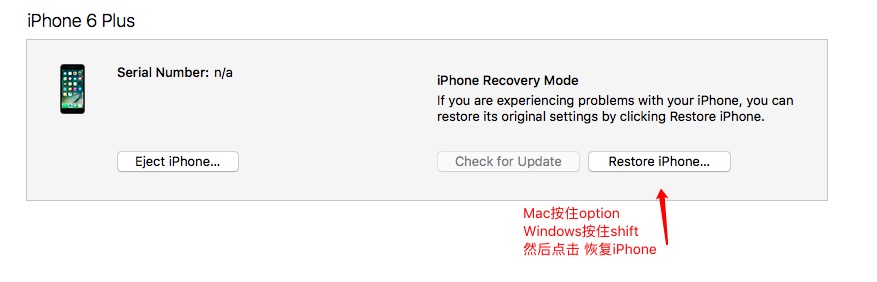 iPhone 6 Plus
Serial Number: n/a
iPhone Recovery Mode
If you are experiencing problems with your iPhone, you can
restore its original settings by clicking Restore iPhone.
Eject iPhone...
Check for Update
Restore iPhone...
Mac按住option
Windows按住shift
然后点击 恢复iPhone